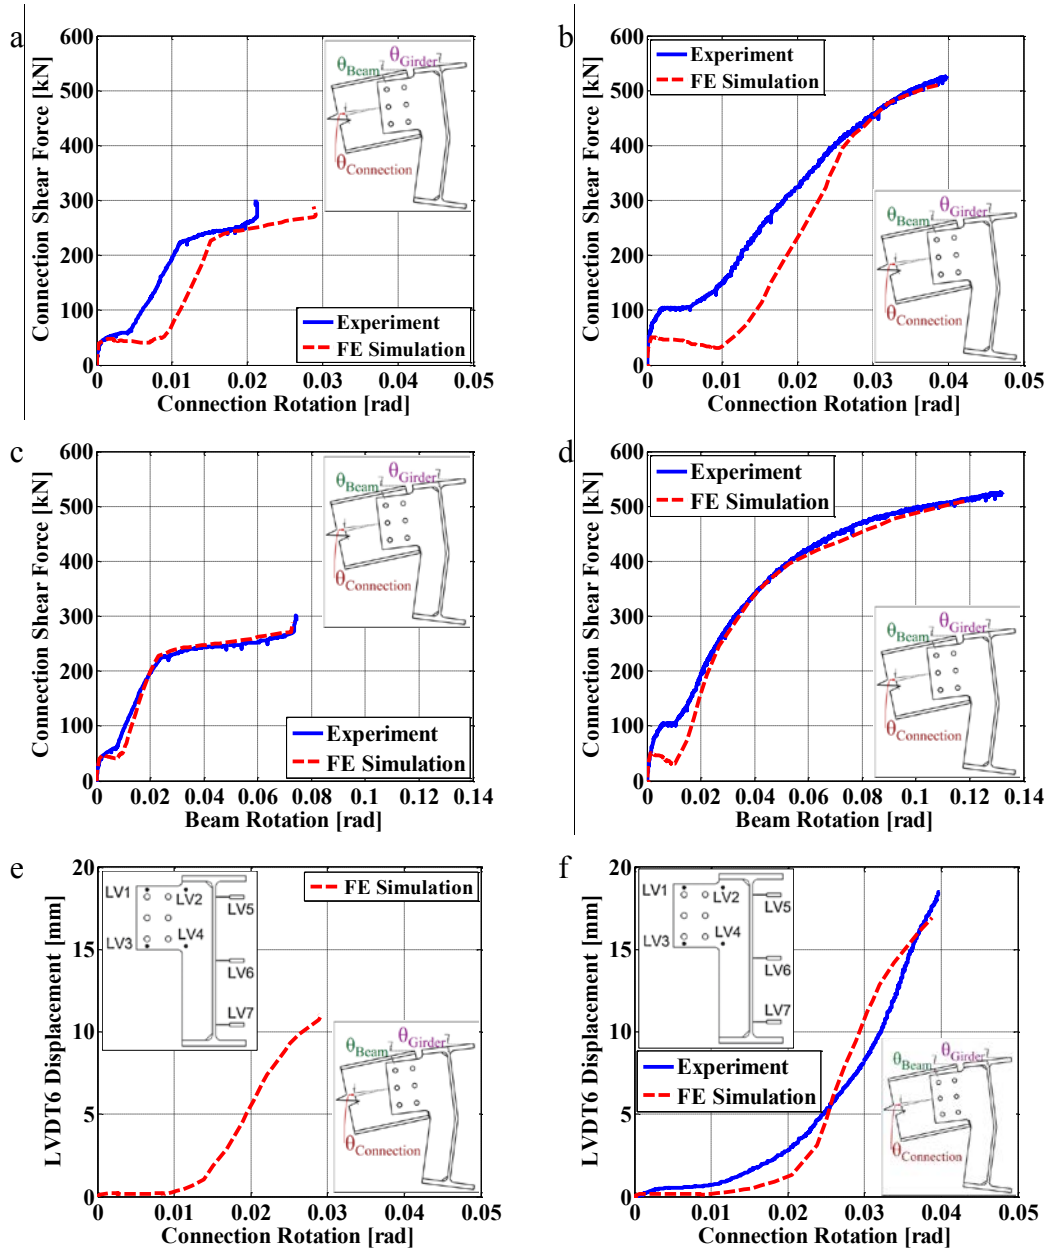 a
600
500
400
300
200
100
0
Connection Shear Force [kN]
θGirder
θBeam
θConnection
Experiment
FE Simulation
0 0.01 0.02 0.03 0.04 0.05
Connection Rotation [rad]
b
600
500
400
300
200
100
0
Connection Shear Force [kN]
Experiment
FE Simulation
θGirder
θBeam
θConnection
0 0.01 0.02 0.03 0.04 0.05
Connection Rotation [rad]
c
600
500
400
300
200
100
0
Connection Shear Force [kN]
θGirder
θBeam
θConnection
Experiment
FE Simulation
0 0.02 0.04 0.06 0.08 0.1 0.12 0.14
Beam Rotation [rad]
d
600
500
400
300
200
100
0
Connection Shear Force [kN]
Experiment
FE Simulation
θGirder
θBeam
θConnection
0 0.02 0.04 0.06 0.08 0.1 0.12 0.14
Beam Rotation [rad]
e
20
15
10
5
0
LVDT6 Displacement [mm]
FE Simulation
LV1 LV2 LV5
LV3 LV4
LV6
LV7
θGirder
θBeam
θConnection
0 0.01 0.02 0.03 0.04 0.05
Connection Rotation [rad]
f
20
15
10
5
0
LVDT6 Displacement [mm]
LV1 LV2 LV5
LV3 LV4
LV6
LV7
Experiment
FE Simulation
θGirder
θBeam
θConnection
0 0.01 0.02 0.03 0.04 0.05
Connection Rotation [rad]